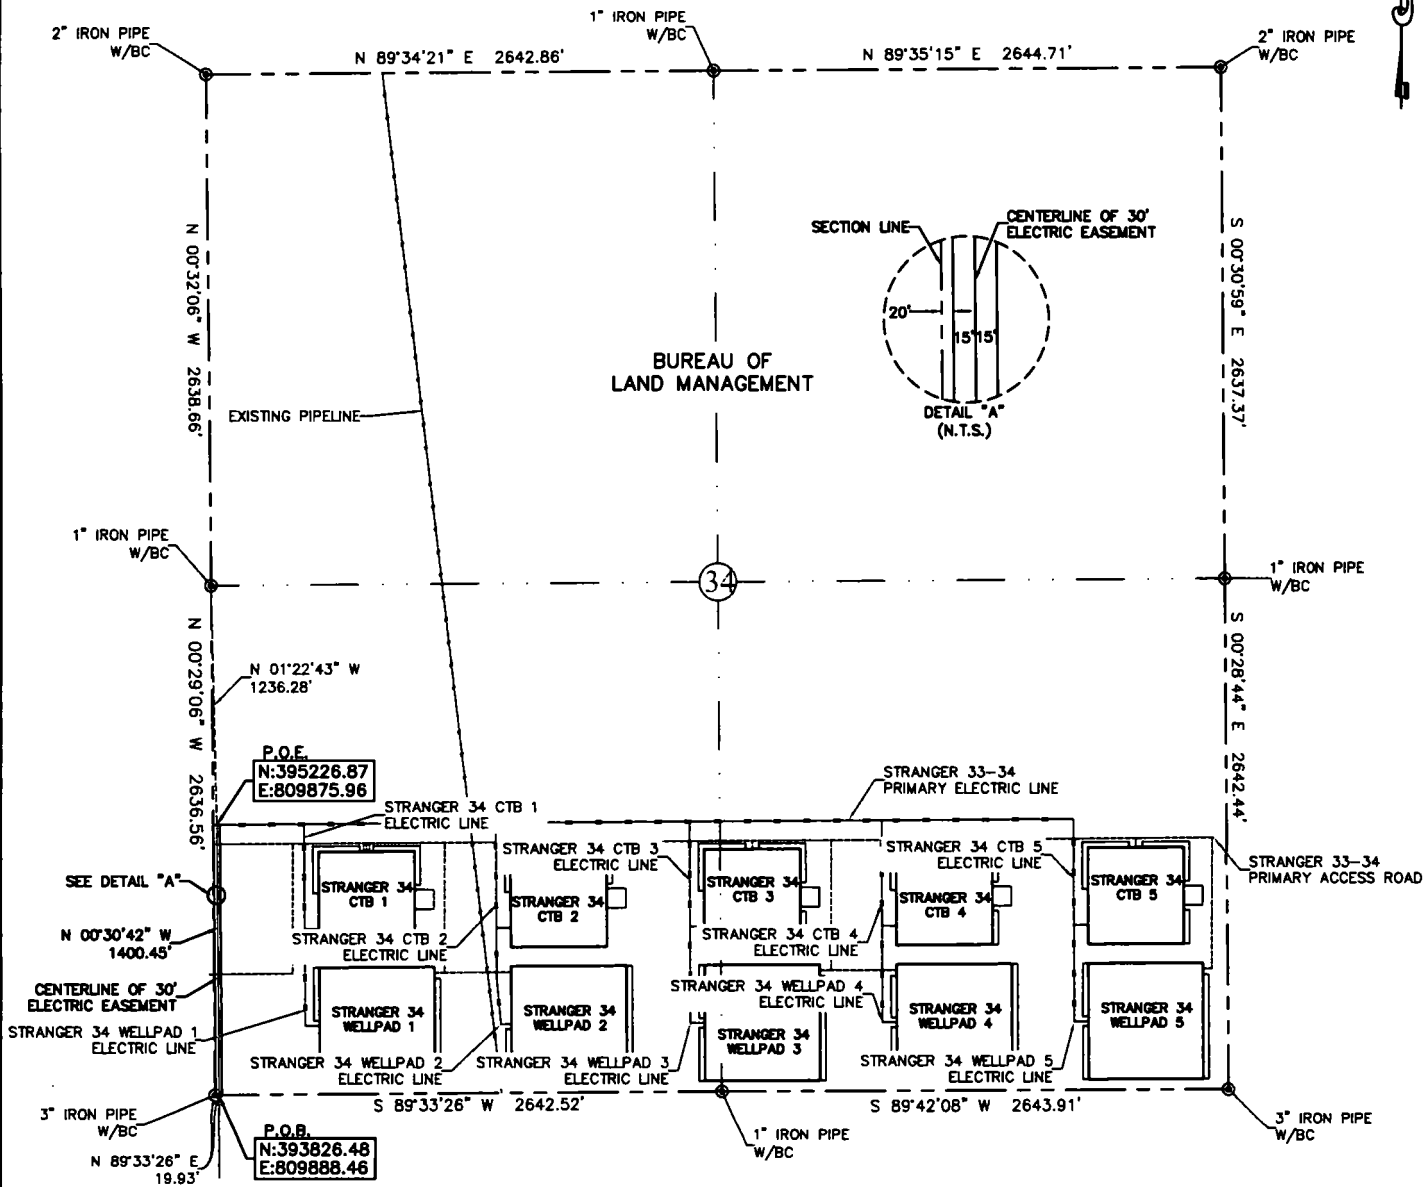 2" IRON PIPE
W/BC
N 89°34'21" E 2642.86'
1" IRON PIPE
W/BC
N 89°35'15" E 2644.71'
2" IRON PIPE
W/BC
N 00°32'06" W 2638.66'
S 00°30'59" E 2637.37'
SECTION LINE
CENTERLINE OF 30'
ELECTRIC EASEMENT
20'
15'
15'
DETAIL "A"
(N.T.S.)
BUREAU OF
LAND MANAGEMENT
EXISTING PIPELINE
1" IRON PIPE
W/BC
34
1" IRON PIPE
W/BC
N 00°29'06" W 2636.56'
S 00°28'44" E 2642.44'
N 01°22'43" W
1236.28'
P.O.E.
N:395226.87
E:809875.96
STRANGER 34 CTB 1
ELECTRIC LINE
STRANGER 33-34
PRIMARY ELECTRIC LINE
STRANGER 34 CTB 3
ELECTRIC LINE
STRANGER 34 CTB 5
ELECTRIC LINE
STRANGER 33-34
PRIMARY ACCESS ROAD
SEE DETAIL "A"
STRANGER 34
CTB 1
STRANGER 34
CTB 2
STRANGER 34
CTB 3
STRANGER 34
CTB 4
STRANGER 34
CTB 5
N 00°30'42" W
1400.45'
STRANGER 34 CTB 2
ELECTRIC LINE
STRANGER 34 CTB 4
ELECTRIC LINE
CENTERLINE OF 30'
ELECTRIC EASEMENT
STRANGER 34 WELLPAD 4
ELECTRIC LINE
STRANGER 34 WELLPAD 1
ELECTRIC LINE
STRANGER 34
WELLPAD 1
STRANGER 34
WELLPAD 2
STRANGER 34
WELLPAD 3
STRANGER 34
WELLPAD 4
STRANGER 34
WELLPAD 5
STRANGER 34 WELLPAD 2
ELECTRIC LINE
STRANGER 34 WELLPAD 3
ELECTRIC LINE
STRANGER 34 WELLPAD 5
ELECTRIC LINE
S 89°33'26" W 2642.52'
S 89°42'08" W 2643.91'
3" IRON PIPE
W/BC
P.O.B.
N:393826.48
E:809888.46
1" IRON PIPE
W/BC
3" IRON PIPE
W/BC
N 89°33'26" E
19.93'